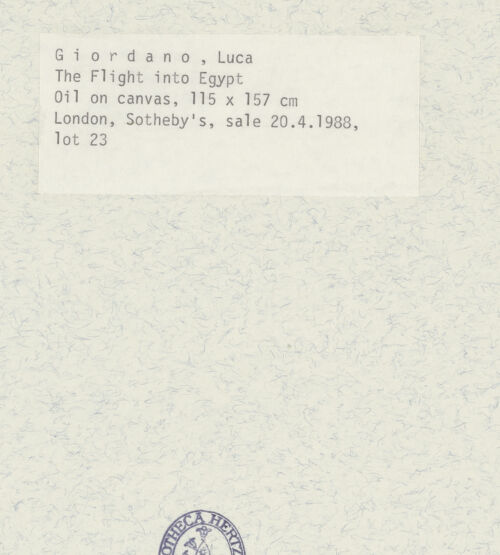 G i o r d a n o , Luca
The Flight into Egypt
Oil on canvas, 115 x 157 cm
London, Sotheby's, sale 20.4.1988,
lot 23
OTHECA HERTZ